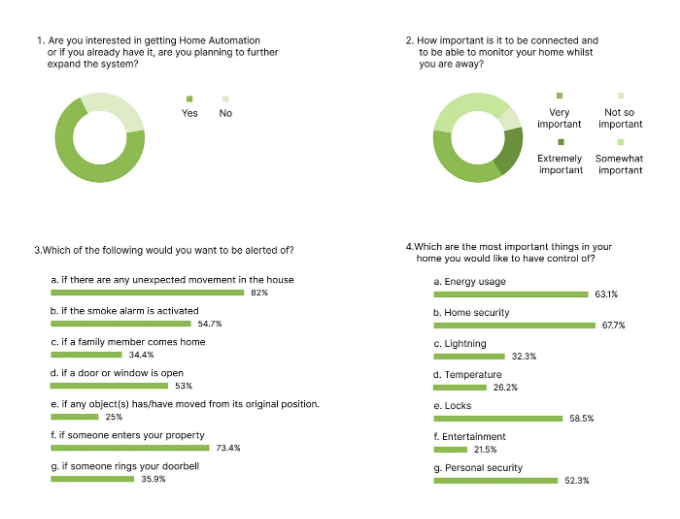 1. Are you interested in getting Home Automation
or if you already have it, are you planning to further
expand the system?
Yes
No
2. How important is it to be connected and
to be able to monitor your home whilst
you are away?
Very
important
Not so
important
Extremely
important
Somewhat
important
3.Which of the following would you want to be alerted of?
a. if there are any unexpected movement in the house
82%
b. if the smoke alarm is activated
54.7%
c. if a family member comes home
34.4%
d. if a door or window is open
53%
e. if any object(s) has/have moved from its original position.
25%
f. if someone enters your property
73.4%
g. if someone rings your doorbell
35.9%
4.Which are the most important things in your
home you would like to have control of?
a. Energy usage
63.1%
b. Home security
67.7%
c. Lightning
32.3%
d. Temperature
26.2%
e. Locks
58.5%
f. Entertainment
21.5%
g. Personal security
52.3%